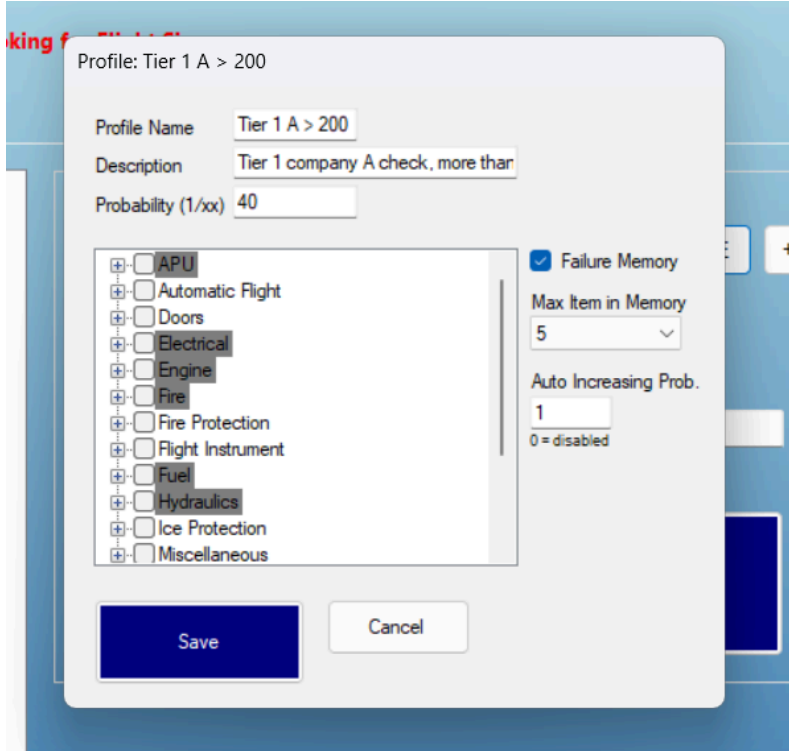 Profile: Tier 1 A > 200
Profile Name
Tier 1 A > 200
Description
Tier 1 company A check, more than
Probability (1/xx)
40
APU
Automatic Flight
Doors
Electrical
Engine
Fire
Fire Protection
Flight Instrument
Fuel
Hydraulics
Ice Protection
Miscellaneous
Failure Memory
Max Item in Memory
5
Auto Increasing Prob.
1
0 = disabled
Save
Cancel